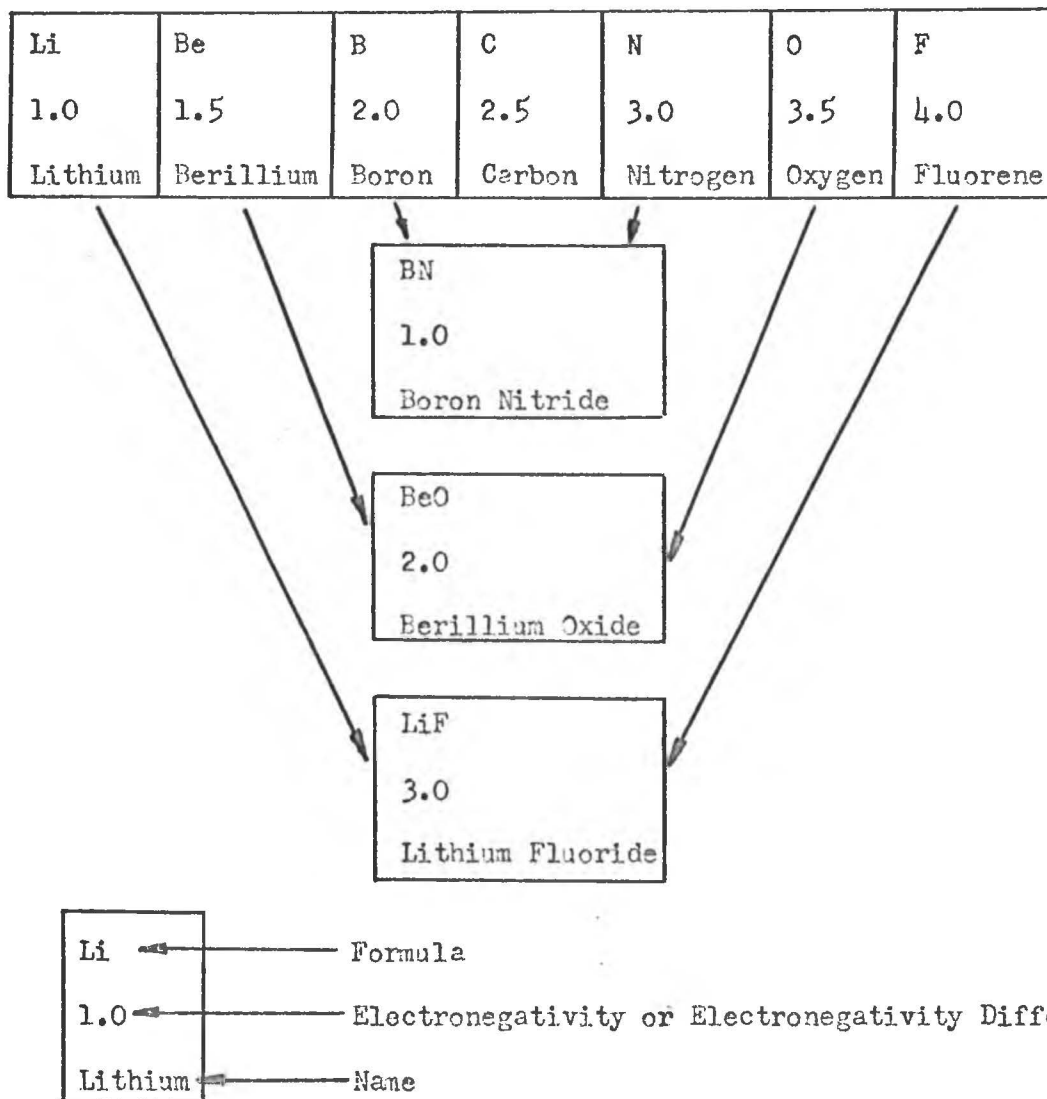 Li Be B C N O F
1.0 1.5 2.0 2.5 3.0 3.5 4.0
Lithium Berillium Boron Carbon Nitrogen Oxygen Fluorene
BN
1.0
Boron Nitride
BeO
2.0
Berillium Oxide
LiF
3.0
Lithium Fluoride
Li Formula
1.0 Electronegativity or Electronegativity
Lithium Name